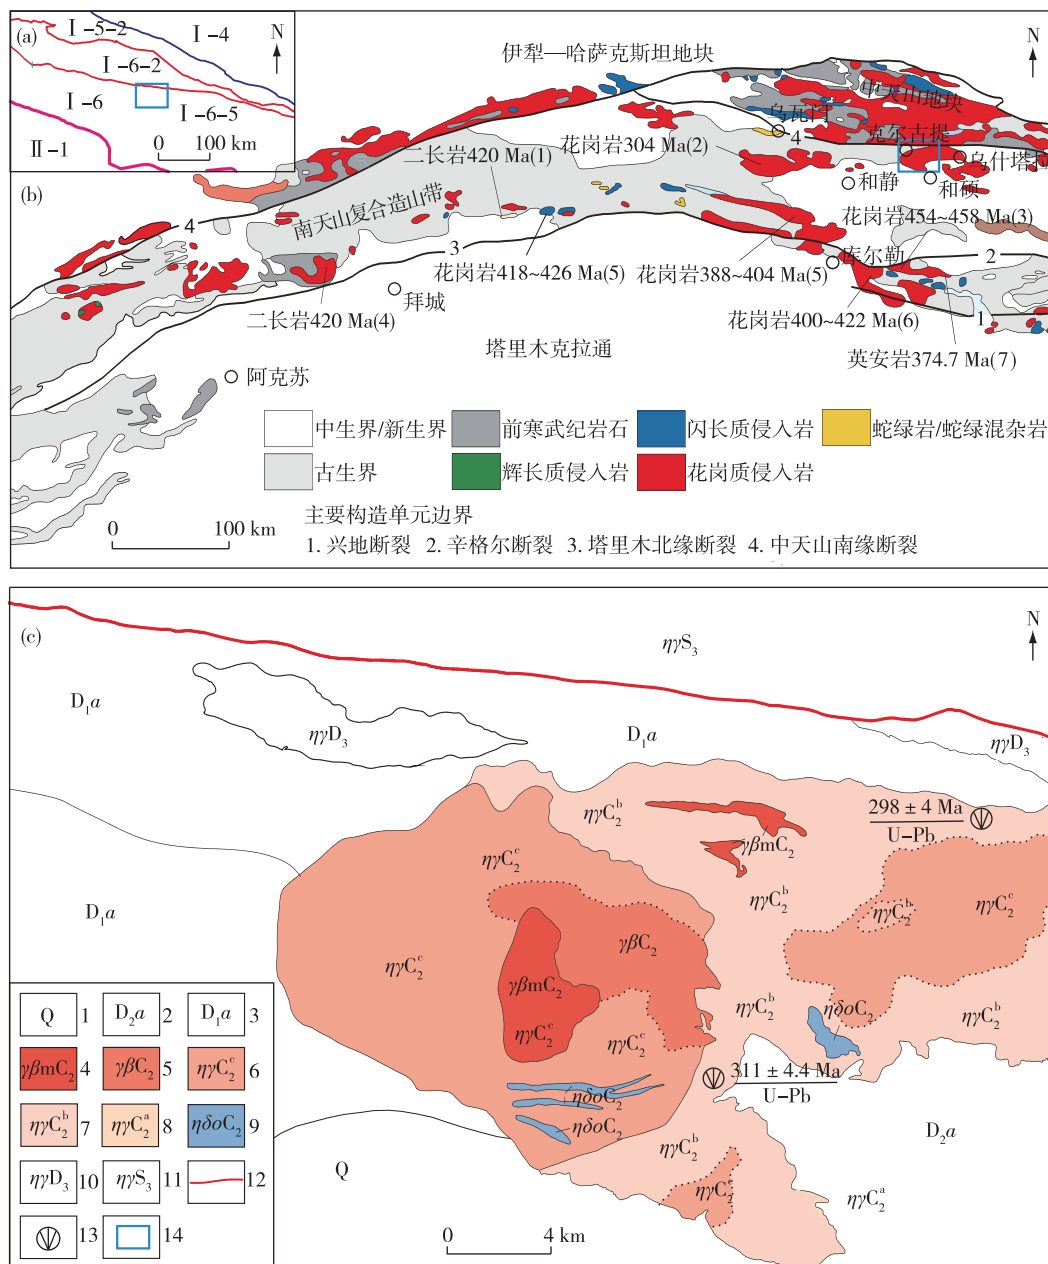 (a)
I-5-2
I-4
N
I-6-2
I-6
I-6-5
II-1
0 100 km
(b)
伊犁—哈萨克斯坦地块
N
中天山地块
乌瓦门
4
克尔古提
乌什塔拉
二长岩420 Ma(1)
花岗岩304 Ma(2)
和静
和硕
南天山复合造山带
花岗岩454~458 Ma(3)
4
3
库尔勒
2
花岗岩418~426 Ma(5)
花岗岩388~404 Ma(5)
拜城
二长岩420 Ma(4)
花岗岩400~422 Ma(6)
1
塔里木克拉通
英安岩374.7 Ma(7)
阿克苏
中生界/新生界
前寒武纪岩石
闪长质侵入岩
蛇绿岩/蛇绿混杂岩
古生界
辉长质侵入岩
花岗质侵入岩
0 100 km
主要构造单元边界
1. 兴地断裂 2. 辛格尔断裂 3. 塔里木北缘断裂 4. 中天山南缘断裂
(c)
N
ηγS₃
D₁a
ηγD₃
D₁a
ηγD₃
ηγC₂ᵇ
298 ± 4 Ma
U-Pb
γβmC₂
ηγC₂ᶜ
ηγC₂ᵇ
ηγC₂ᵇ
ηγC₂ᶜ
D₁a
γβC₂
ηγC₂ᶜ
γβmC₂
ηγC₂ᶜ
ηγC₂ᶜ
ηγC₂ᵇ
ηδoC₂
ηγC₂ᵇ
311 ± 4.4 Ma
U-Pb
ηδoC₂
ηδoC₂
D₂a
ηγC₂ᵇ
Q
ηγC₂ᶜ
ηγC₂ᵃ
0 4 km
Q 1 D₂a 2 D₁a 3
γβmC₂ 4 γβC₂ 5 ηγC₂ᶜ 6
ηγC₂ᵇ 7 ηγC₂ᵃ 8 ηδoC₂ 9
ηγD₃ 10 ηγS₃ 11 12
13 14